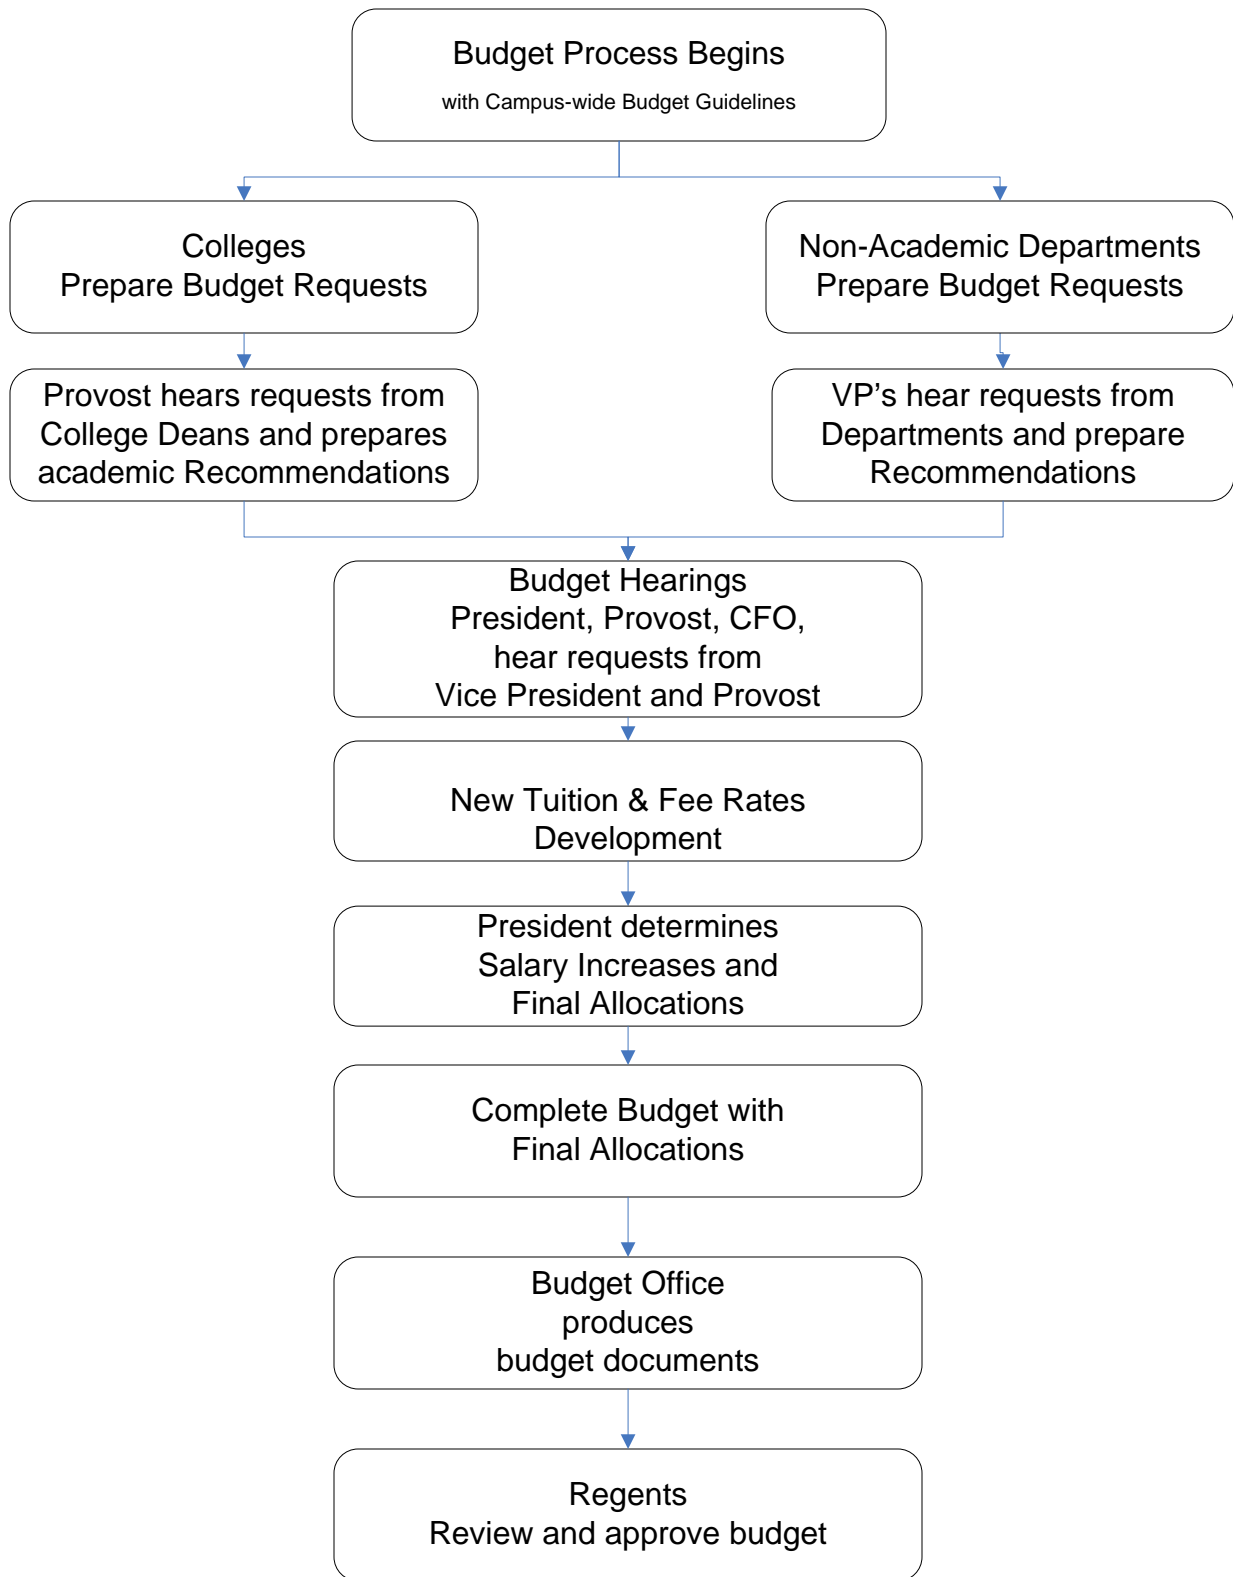 Budget Process Begins
with Campus-wide Budget Guidelines
Colleges
Prepare Budget Requests
Non-Academic Departments
Prepare Budget Requests
Provost hears requests from
College Deans and prepares
academic Recommendations
VP's hear requests from
Departments and prepare
Recommendations
Budget Hearings
President, Provost, CFO,
hear requests from
Vice President and Provost
New Tuition & Fee Rates
Development
President determines
Salary Increases and
Final Allocations
Complete Budget with
Final Allocations
Budget Office
produces
budget documents
Regents
Review and approve budget